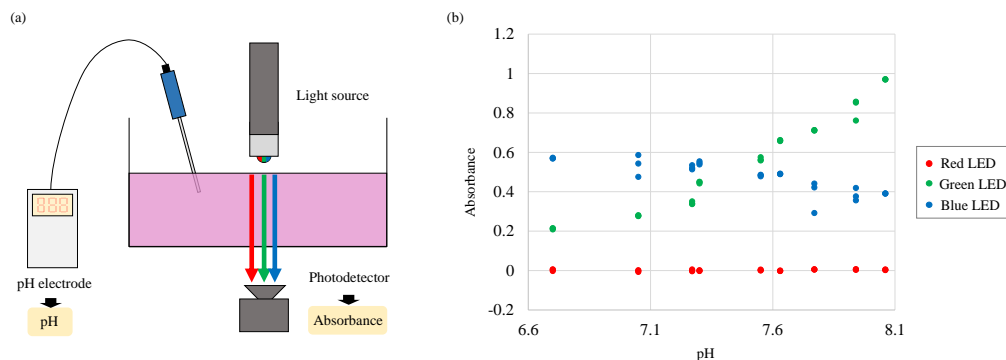 (a)
Light source
pH electrode
pH
Photodetector
Absorbance
(b)
Absorbance
1.2
1
0.8
0.6
0.4
0.2
0
-0.2
6.6
7.1
7.6
8.1
pH
Red LED
Green LED
Blue LED